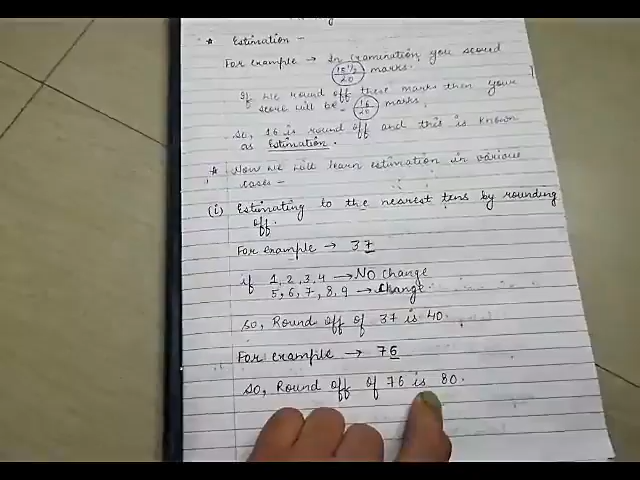 * Estimation -
For example → In examination you scored
15 1/2 / 20 marks.
If we round off these marks then your
score will be - 16/20 marks.
So, 16 is round off and this is known
as Estimation.
* Now we will learn estimation in various
cases -
(i) Estimating to the nearest tens by rounding
off.
For example → 37
if 1, 2, 3, 4 → NO Change
5, 6, 7, 8, 9 → Change
so, Round off of 37 is 40.
For example → 76
so, Round off of 76 is 80.